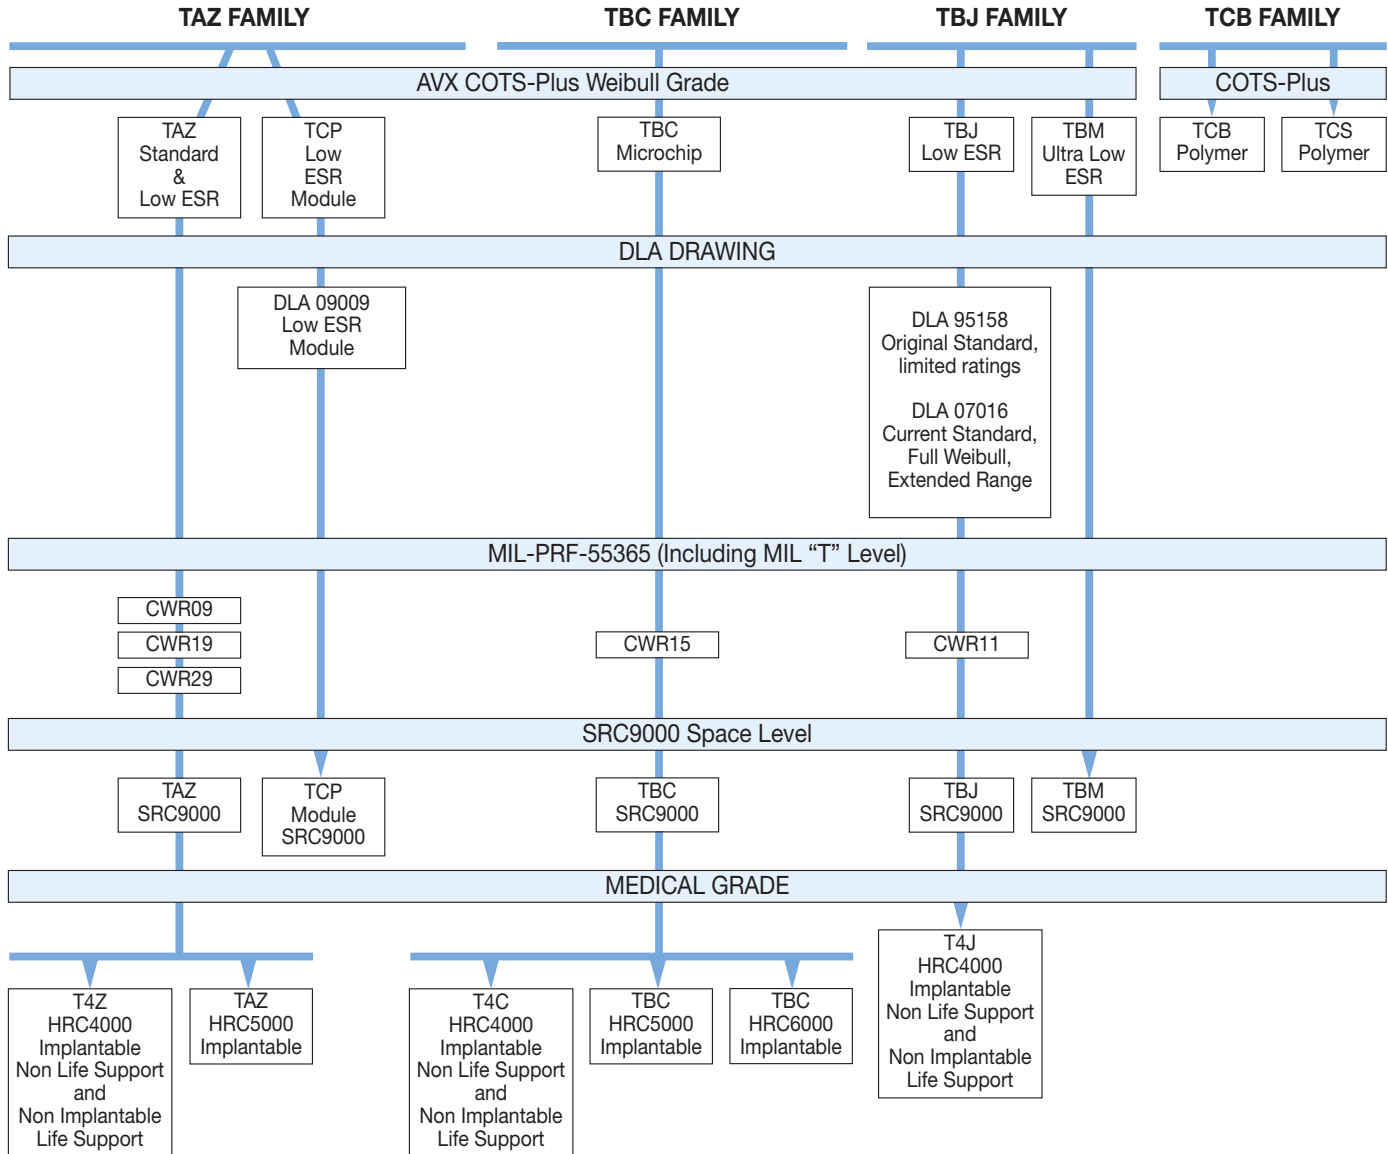 TAZ FAMILY
TBC FAMILY
TBJ FAMILY
TCB FAMILY
AVX COTS-Plus Weibull Grade
COTS-Plus
TAZ
Standard
&
Low ESR
TCP
Low
ESR
Module
TBC
Microchip
TBJ
Low ESR
TBM
Ultra Low
ESR
TCB
Polymer
TCS
Polymer
DLA DRAWING
DLA 09009
Low ESR
Module
DLA 95158
Original Standard,
limited ratings
DLA 07016
Current Standard,
Full Weibull,
Extended Range
MIL-PRF-55365 (Including MIL “T” Level)
CWR09
CWR19
CWR29
CWR15
CWR11
SRC9000 Space Level
TAZ
SRC9000
TCP
Module
SRC9000
TBC
SRC9000
TBJ
SRC9000
TBM
SRC9000
MEDICAL GRADE
T4Z
HRC4000
Implantable
Non Life Support
and
Non Implantable
Life Support
TAZ
HRC5000
Implantable
T4C
HRC4000
Implantable
Non Life Support
and
Non Implantable
Life Support
TBC
HRC5000
Implantable
TBC
HRC6000
Implantable
T4J
HRC4000
Implantable
Non Life Support
and
Non Implantable
Life Support